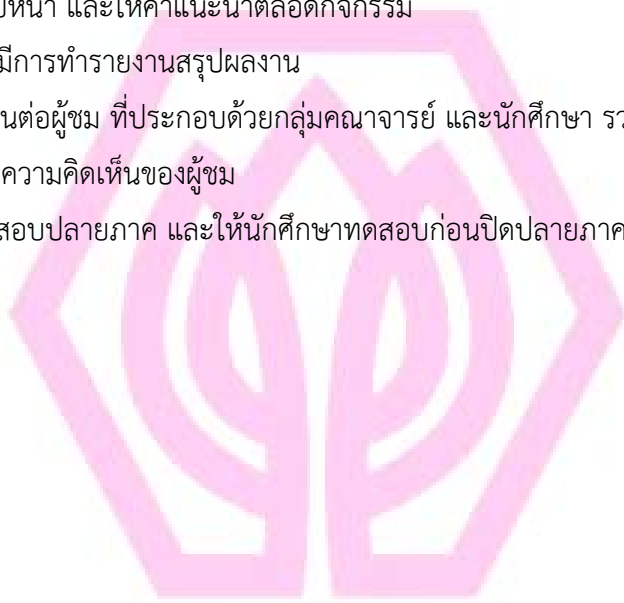 และให้คำแนะนำตลอดกิจกรรม
มีการทำรายงานสรุปผลงาน
นต่อผู้ชม ที่ประกอบด้วยกลุ่มคณาจารย์ และนักศึกษา รว
ความคิดเห็นของผู้ชม
สอบปลายภาค และให้นักศึกษาทดสอบก่อนปิดปลายภาค